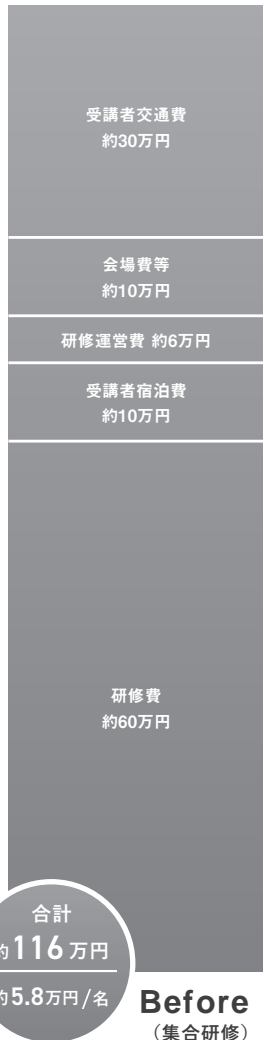 受講者交通費
約30万円
会場費等
約10万円
研修運営費 約6万円
受講者宿泊費
約10万円
研修費
約60万円
合計
約116万円
約5.8万円/名
Before
（集合研修）